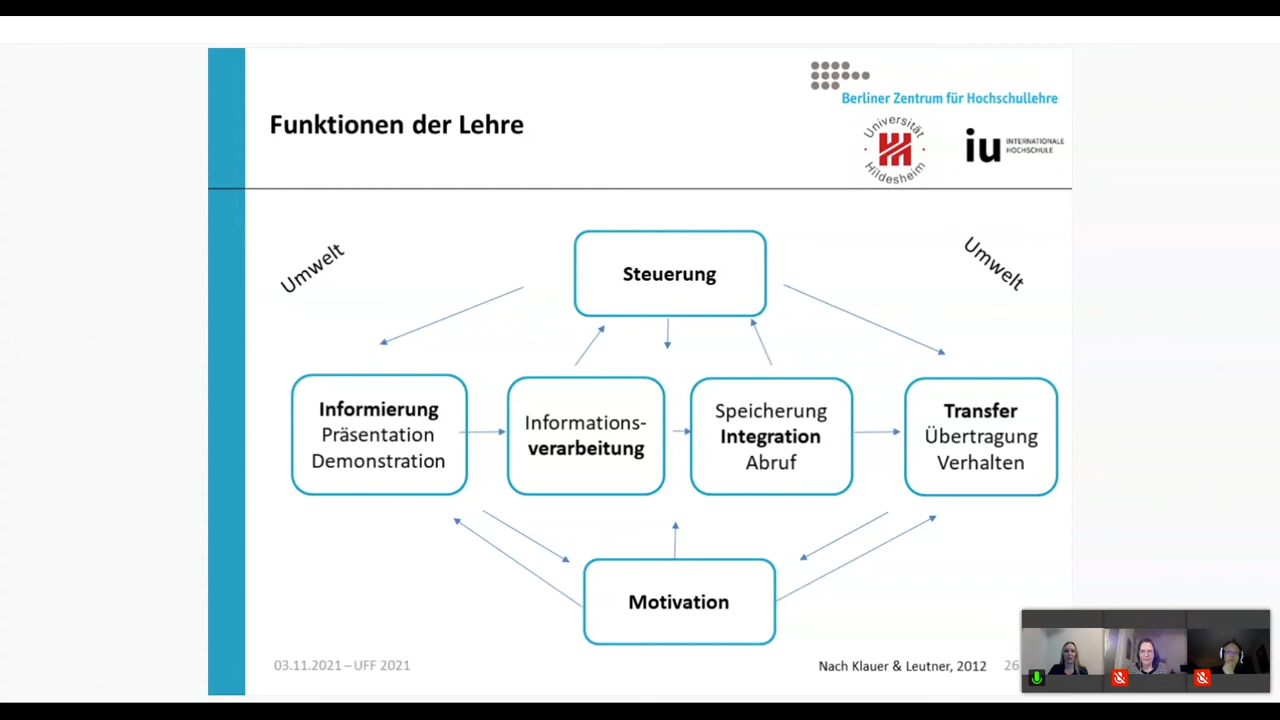 Berliner Zentrum für Hochschullehre
Funktionen der Lehre
Universität
Hildesheim
iu INTERNATIONALE
HOCHSCHULE
Umwelt
Umwelt
Steuerung
Informierung
Präsentation
Demonstration
Informations-
verarbeitung
Speicherung
Integration
Abruf
Transfer
Übertragung
Verhalten
Motivation
03.11.2021 – UFF 2021
Nach Klauer & Leutner, 2012
26